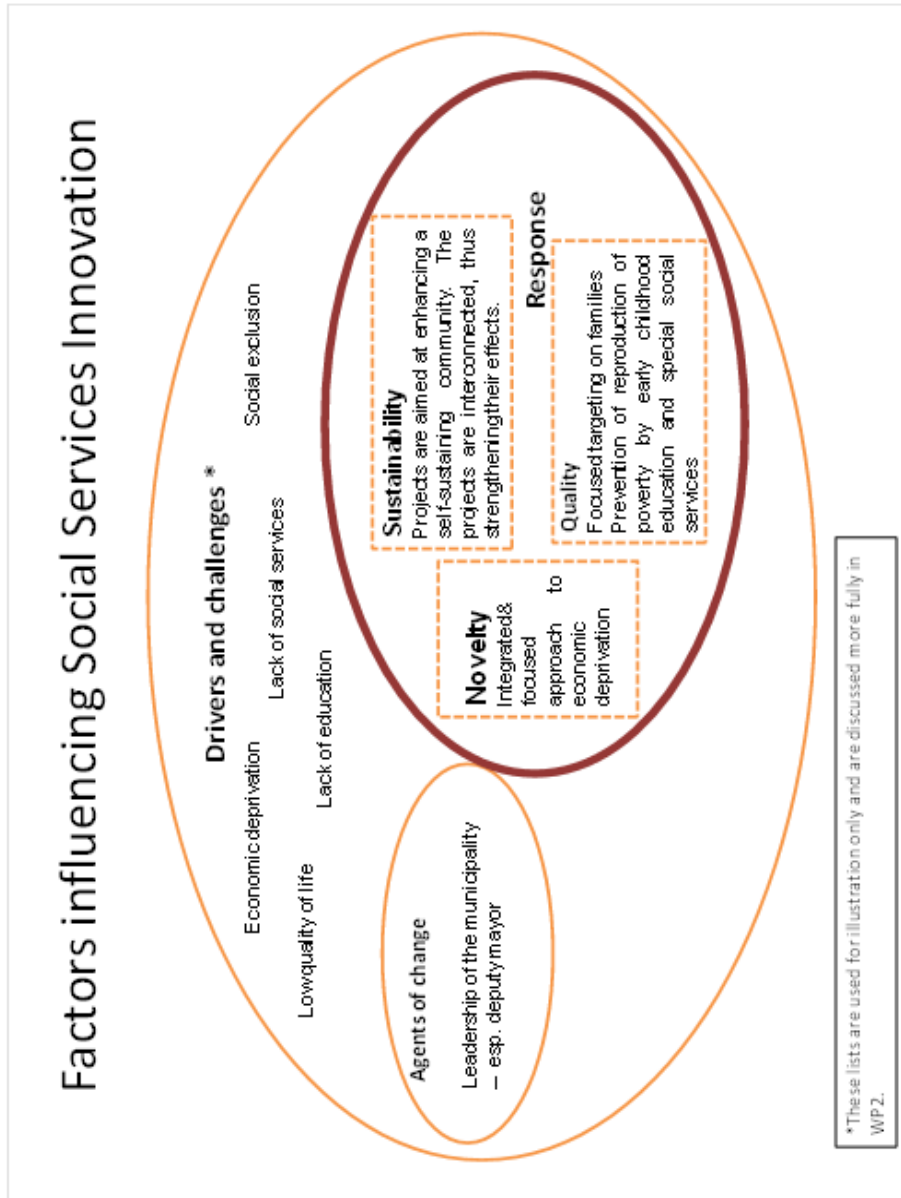 Factors influencing Social Services Innovation
Drivers and challenges *
Economic deprivation
Lack of social services
Social exclusion
Low quality of life
Lack of education
Agents of change
Leadership of the municipality
– esp. deputy mayor
Novelty
Integrated &
focused
approach to
economic
deprivation
Sustainability
Projects are aimed at enhancing a
self-sustaining community. The
projects are interconnected, thus
strengthening their effects.
Response
Quality
Focused targeting on families
Prevention of reproduction of
poverty by early childhood
education and special social
services
*These lists are used for illustration only and are discussed more fully in
WP2.